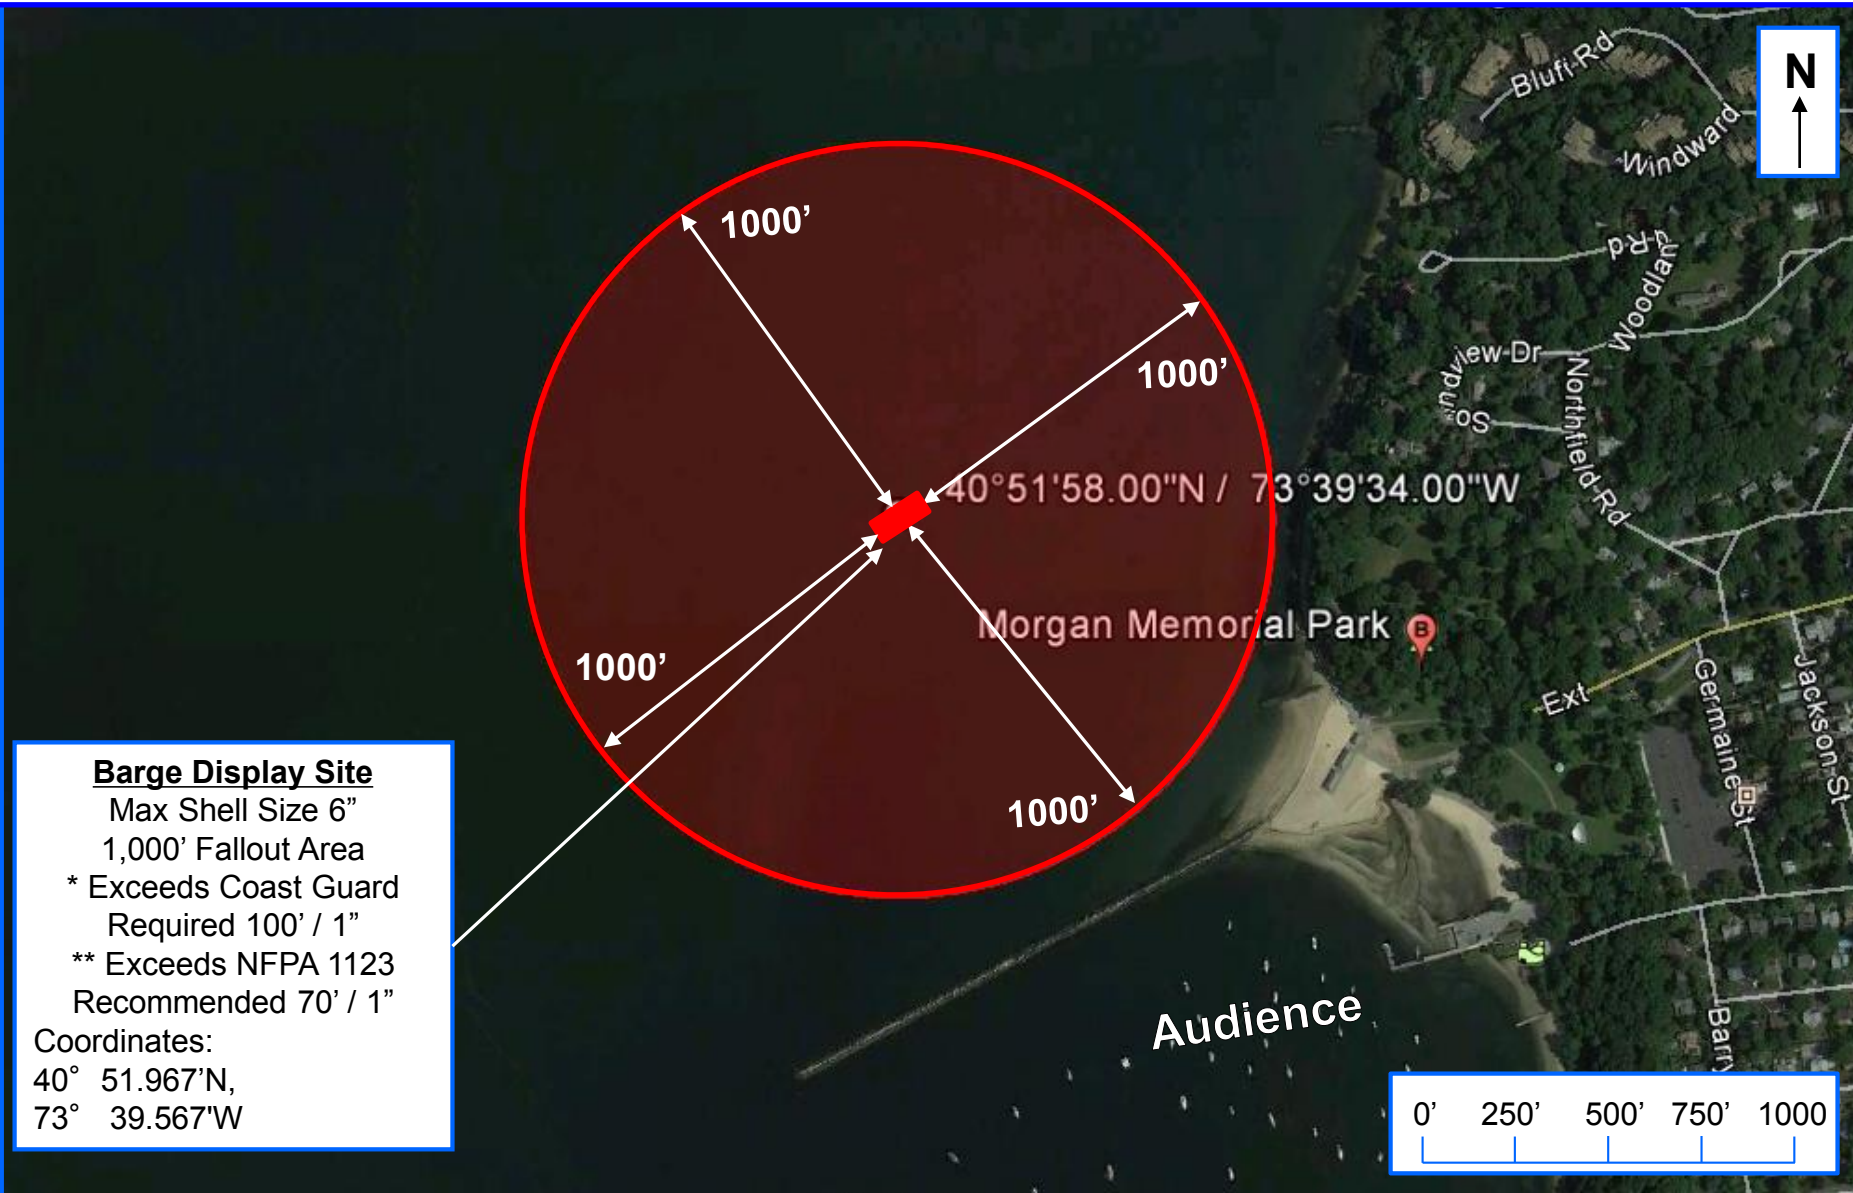 Blufi Rd
N
Windward
1000’
Woodlan
d Rd
1000’
ndview Dr
So
Northfield Rd
40°51'58.00"N / 73°39'34.00"W
Morgan Memorial Park
B
1000’
Ext
Germaine St
Jackson St
1000’
Barge Display Site
Max Shell Size 6”
1,000’ Fallout Area
* Exceeds Coast Guard
Required 100’ / 1”
** Exceeds NFPA 1123
Recommended 70’ / 1”
Coordinates:
40° 51.967’N,
73° 39.567'W
Audience
Barry
0' 250' 500' 750' 1000